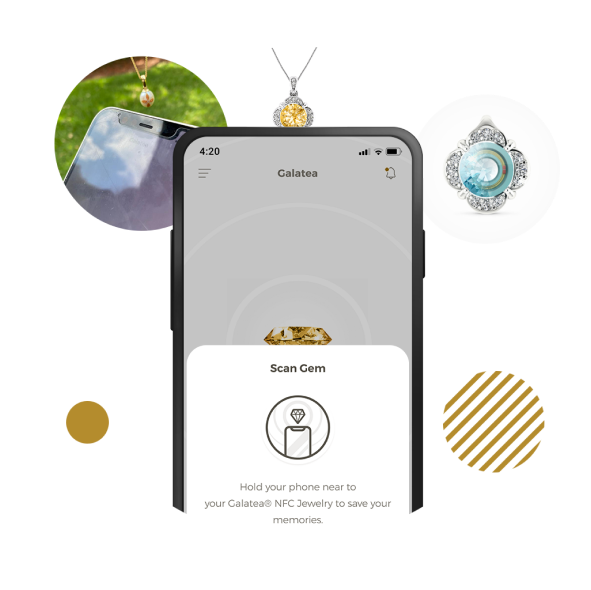 4:20
Galatea
Scan Gem
Hold your phone near to
your Galatea® NFC Jewelry to save your
memories.